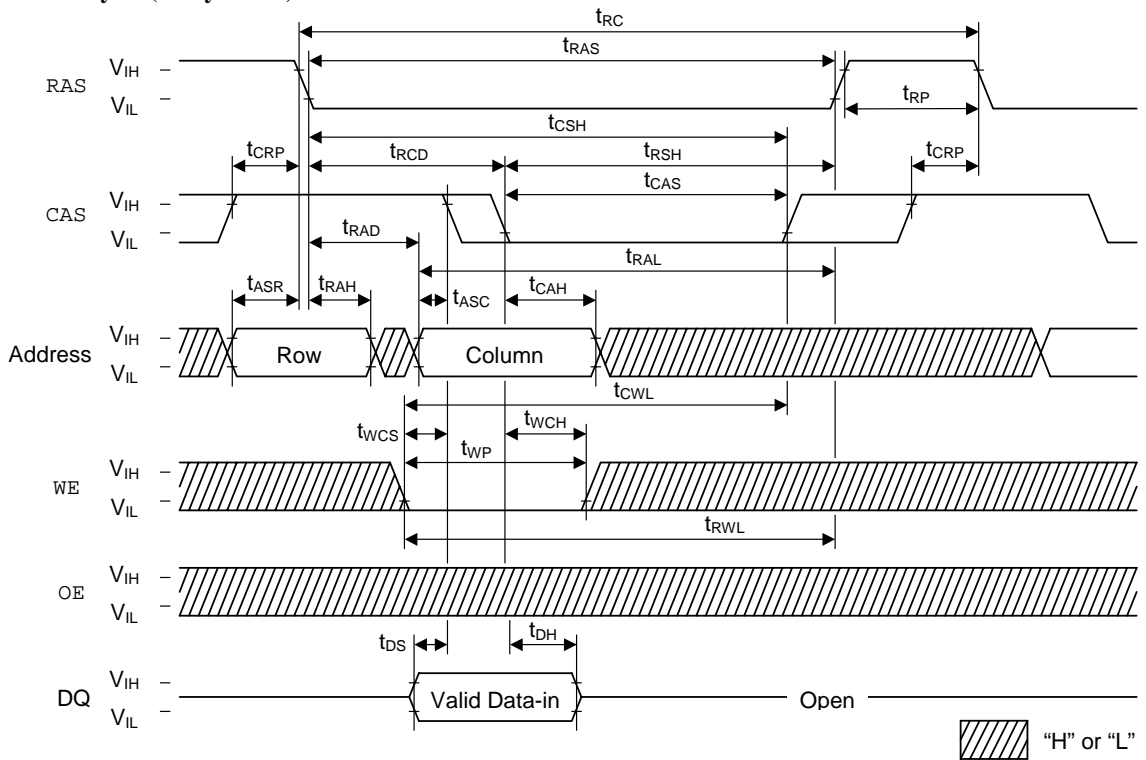 tRC
tRAS
RAS
VIH
VIL
tRP
tCSH
tCRP
tRCD
tRSH
tCRP
tCAS
CAS
VIH
VIL
tRAD
tRAL
tASR
tRAH
tASC
tCAH
Address
VIH
VIL
Row
Column
tCWL
tWCS
tWCH
tWP
WE
VIH
VIL
tRWL
OE
VIH
VIL
tDS
tDH
DQ
VIH
VIL
Valid Data-in
Open
“H” or “L”